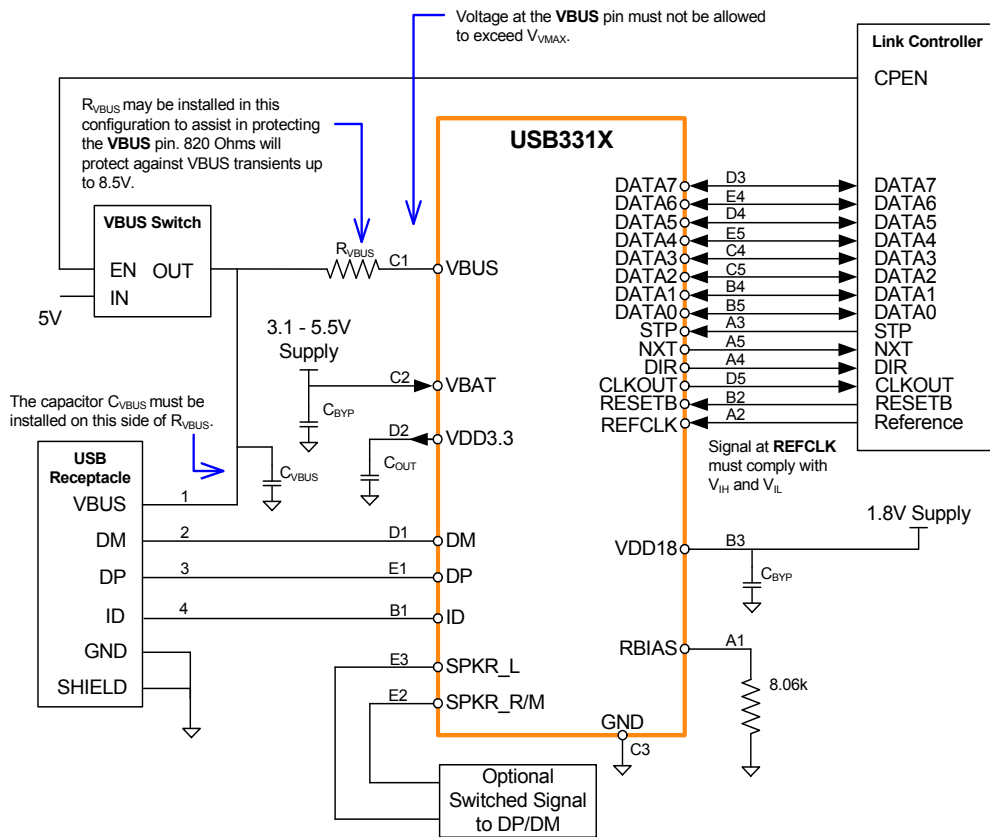 Voltage at the VBUS pin must not be allowed
to exceed VVMAX.
Link Controller
CPEN
RVBUS may be installed in this
configuration to assist in protecting
the VBUS pin. 820 Ohms will
protect against VBUS transients up
to 8.5V.
USB331X
VBUS Switch
EN OUT
IN
5V
RVBUS
C1
VBUS
DATA7 D3 DATA7
DATA6 E4 DATA6
DATA5 D4 DATA5
DATA4 E5 DATA4
DATA3 C4 DATA3
DATA2 C5 DATA2
DATA1 B4 DATA1
DATA0 B5 DATA0
STP A3 STP
NXT A5 NXT
DIR A4 DIR
CLKOUT D5 CLKOUT
RESETB B2 RESETB
REFCLK A2 Reference
3.1 - 5.5V
Supply
C2
VBAT
CBYP
D2
VDD3.3
COUT
Signal at REFCLK
must comply with
VIH and VIL
The capacitor CVBUS must be
installed on this side of RVBUS.
CVBUS
USB
Receptacle
VBUS 1
DM 2 D1 DM
DP 3 E1 DP
ID 4 B1 ID
GND
SHIELD
1.8V Supply
VDD18 B3
CBYP
RBIAS A1
8.06k
E3 SPKR_L
E2 SPKR_R/M
GND
C3
Optional
Switched Signal
to DP/DM